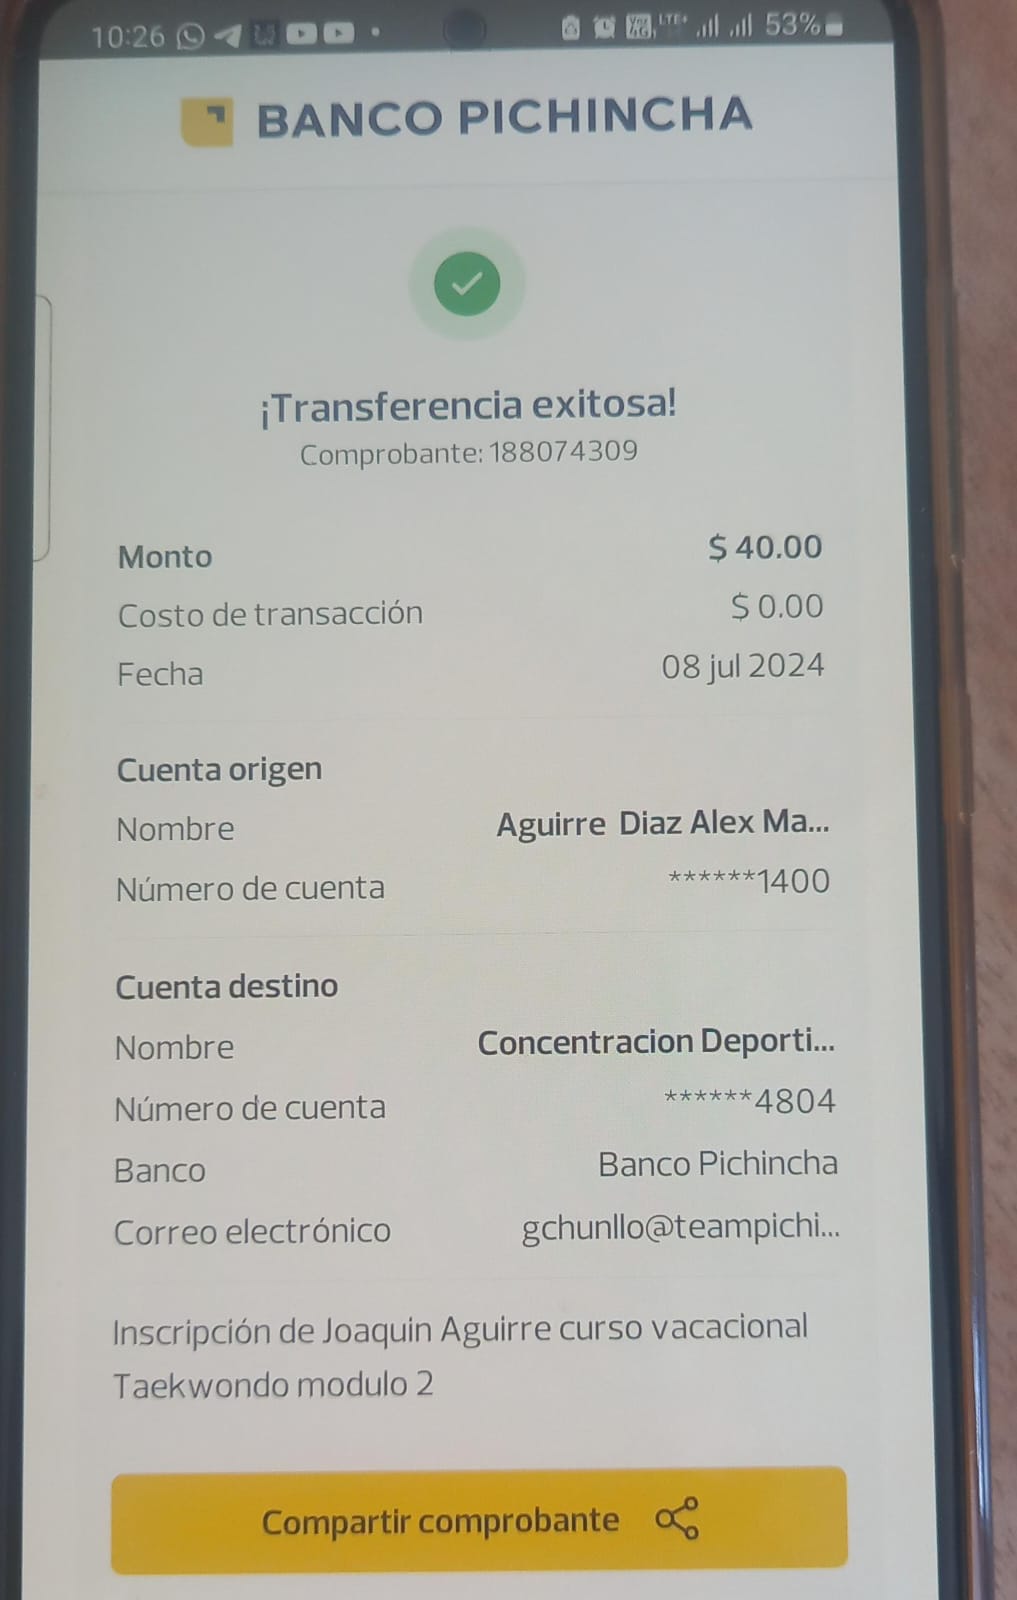 10:26 53%
BANCO PICHINCHA
¡Transferencia exitosa!
Comprobante: 188074309
Monto $ 40.00
Costo de transacción $ 0.00
Fecha 08 jul 2024
Cuenta origen
Nombre Aguirre Diaz Alex Ma...
Número de cuenta ******1400
Cuenta destino
Nombre Concentracion Deporti...
Número de cuenta ******4804
Banco Banco Pichincha
Correo electrónico gchunllo@teampichi...
Inscripción de Joaquin Aguirre curso vacacional
Taekwondo modulo 2
Compartir comprobante